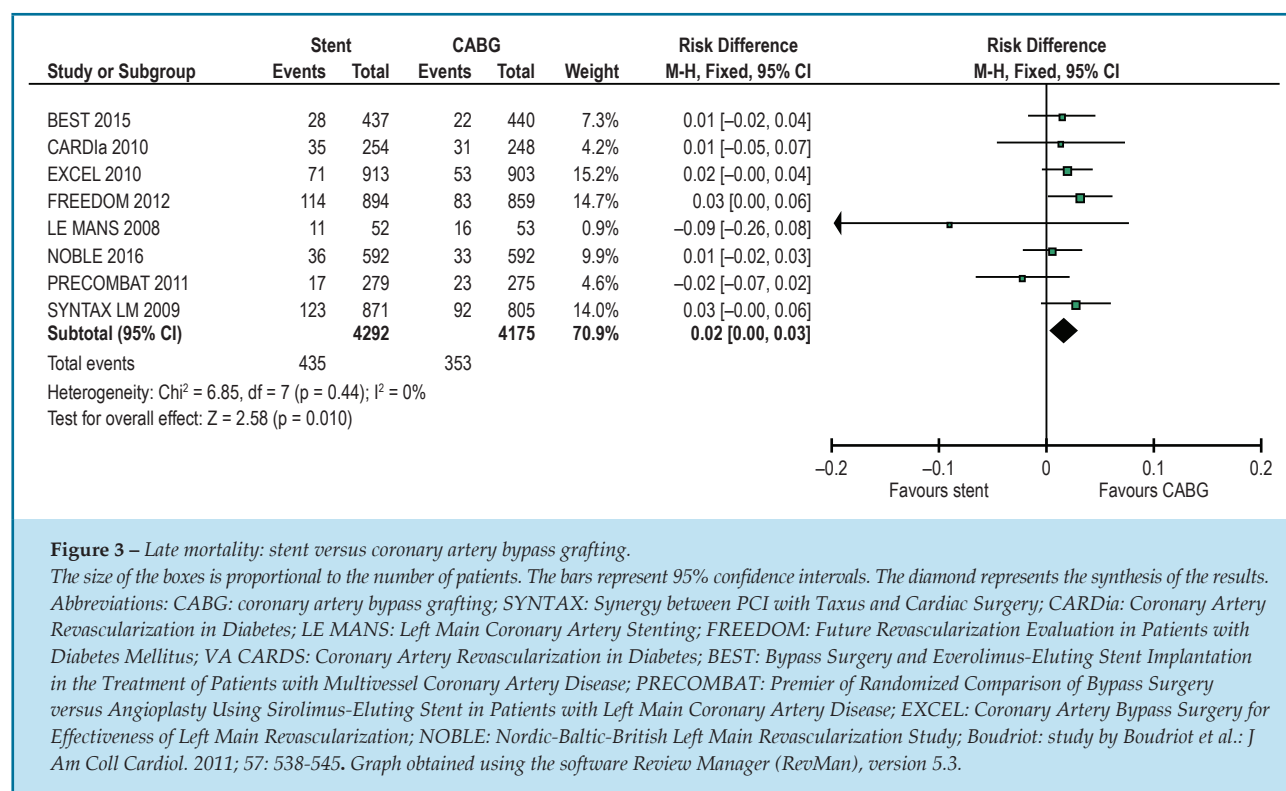 Stent CABG Risk Difference Risk Difference
Study or Subgroup Events Total Events Total Weight M-H, Fixed, 95% CI M-H, Fixed, 95% CI
BEST 2015 28 437 22 440 7.3% 0.01 [–0.02, 0.04]
CARDIa 2010 35 254 31 248 4.2% 0.01 [–0.05, 0.07]
EXCEL 2010 71 913 53 903 15.2% 0.02 [–0.00, 0.04]
FREEDOM 2012 114 894 83 859 14.7% 0.03 [0.00, 0.06]
LE MANS 2008 11 52 16 53 0.9% –0.09 [–0.26, 0.08]
NOBLE 2016 36 592 33 592 9.9% 0.01 [–0.02, 0.03]
PRECOMBAT 2011 17 279 23 275 4.6% –0.02 [–0.07, 0.02]
SYNTAX LM 2009 123 871 92 805 14.0% 0.03 [–0.00, 0.06]
Subtotal (95% CI) 4292 4175 70.9% 0.02 [0.00, 0.03]
Total events 435 353
Heterogeneity: Chi² = 6.85, df = 7 (p = 0.44); I² = 0%
Test for overall effect: Z = 2.58 (p = 0.010)
–0.2 –0.1 0 0.1 0.2
Favours stent Favours CABG
Figure 3 – Late mortality: stent versus coronary artery bypass grafting.
The size of the boxes is proportional to the number of patients. The bars represent 95% confidence intervals. The diamond represents the synthesis of the results.
Abbreviations: CABG: coronary artery bypass grafting; SYNTAX: Synergy between PCI with Taxus and Cardiac Surgery; CARDia: Coronary Artery
Revascularization in Diabetes; LE MANS: Left Main Coronary Artery Stenting; FREEDOM: Future Revascularization Evaluation in Patients with
Diabetes Mellitus; VA CARDS: Coronary Artery Revascularization in Diabetes; BEST: Bypass Surgery and Everolimus-Eluting Stent Implantation
in the Treatment of Patients with Multivessel Coronary Artery Disease; PRECOMBAT: Premier of Randomized Comparison of Bypass Surgery
versus Angioplasty Using Sirolimus-Eluting Stent in Patients with Left Main Coronary Artery Disease; EXCEL: Coronary Artery Bypass Surgery for
Effectiveness of Left Main Revascularization; NOBLE: Nordic-Baltic-British Left Main Revascularization Study; Boudriot: study by Boudriot et al.: J
Am Coll Cardiol. 2011; 57: 538-545. Graph obtained using the software Review Manager (RevMan), version 5.3.